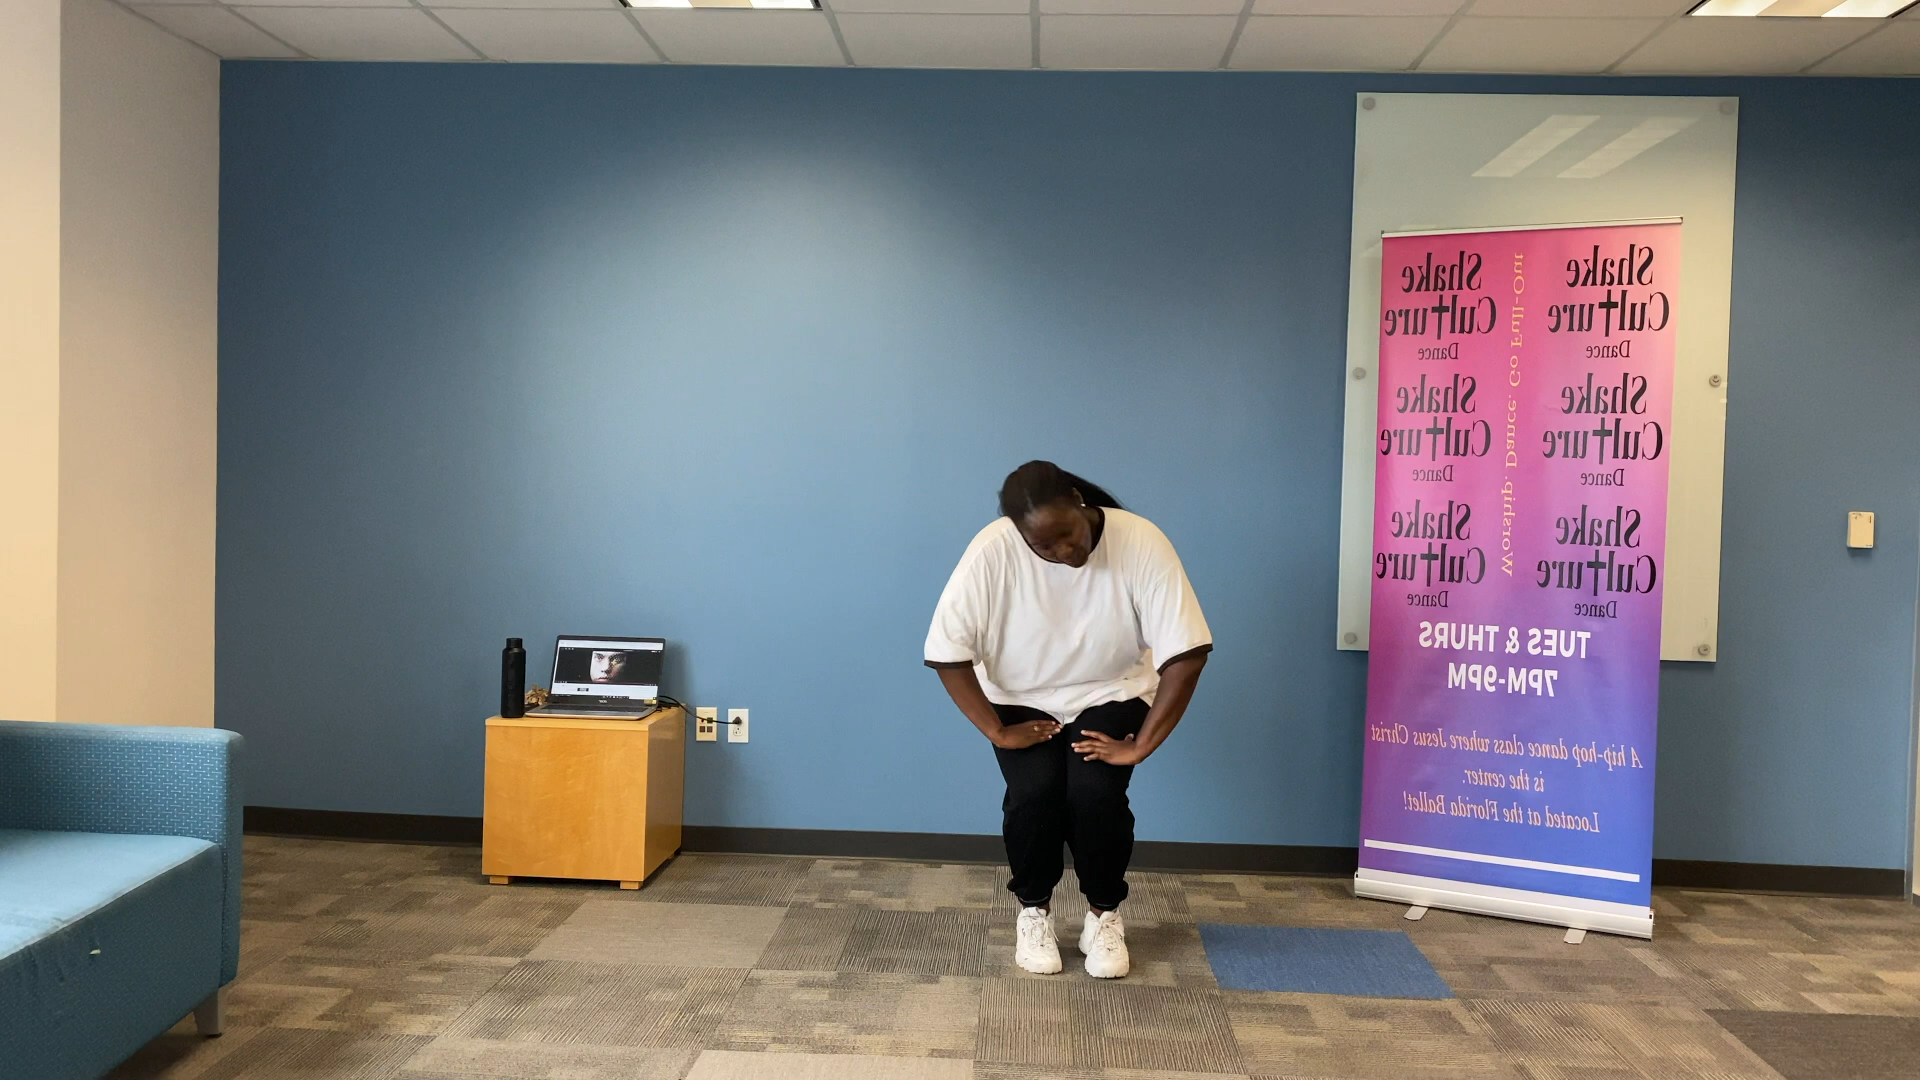 Shake
Culture
Dance
Shake
Culture
Dance
Shake
Culture
Dance
Shake
Culture
Dance
Shake
Culture
Dance
Shake
Culture
Dance
Worship. Dance. Go Full-Out
TUES & THURS
7PM-9PM
A hip-hop dance class where Jesus Christ
is the center.
Located at the Florida Ballet!